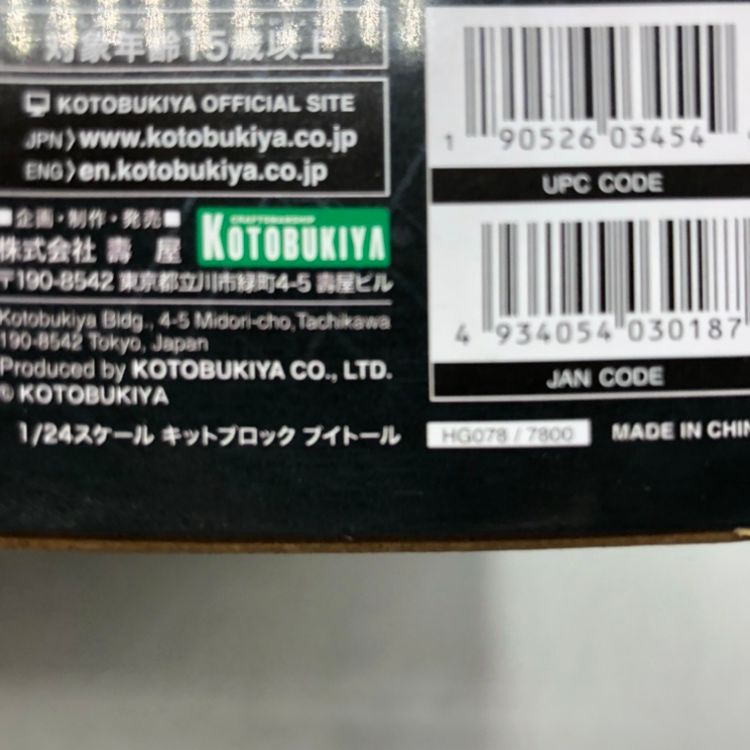 対象年齢15歳以上
KOTOBUKIYA OFFICIAL SITE
JPN〉www.kotobukiya.co.jp
ENG〉en.kotobukiya.co.jp
■企画・制作・発売■
株式会社 壽 屋
CRAFTSMANSHIP
KOTOBUKIYA
〒190-8542 東京都立川市緑町4-5 壽屋ビル
Kotobukiya Bldg., 4-5 Midori-cho, Tachikawa
190-8542 Tokyo, Japan
Produced by KOTOBUKIYA CO., LTD.
© KOTOBUKIYA
1/24スケール キットブロック ブイトール
1 90526 03454
UPC CODE
4 934054 030187
JAN CODE
HG078 / 7800
MADE IN CHIN